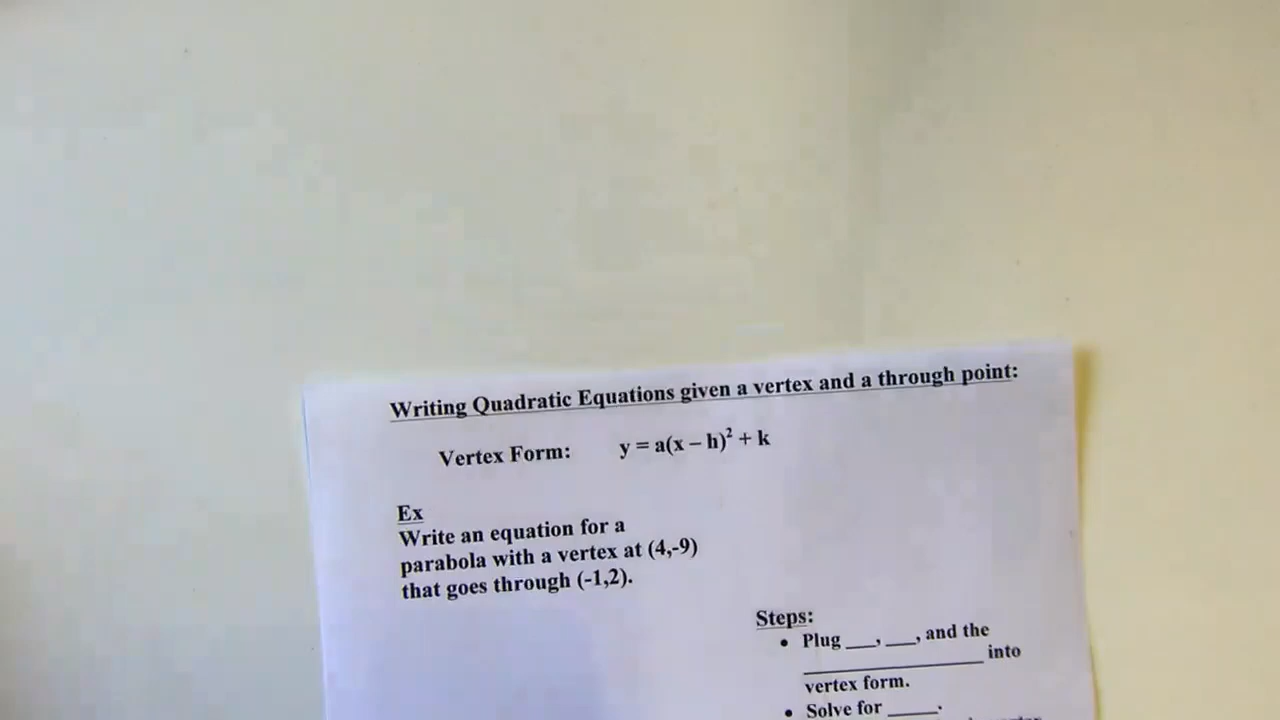 Writing Quadratic Equations given a vertex and a through point:
Vertex Form: y = a(x – h)² + k
Ex
Write an equation for a
parabola with a vertex at (4,-9)
that goes through (-1,2).
Steps:
• Plug ___, ___, and the
__________________ into
vertex form.
• Solve for _____.